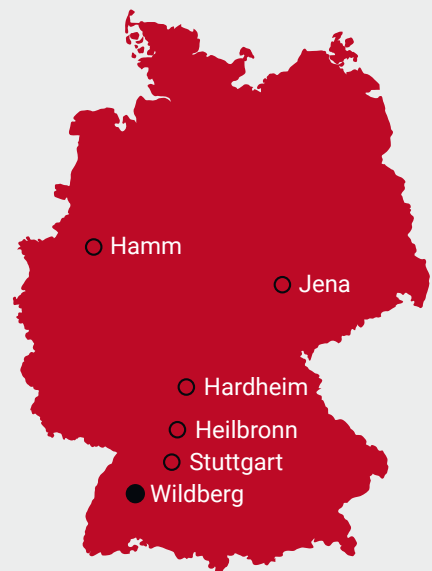 Hamm
Jena
Hardheim
Heilbronn
Stuttgart
Wildberg